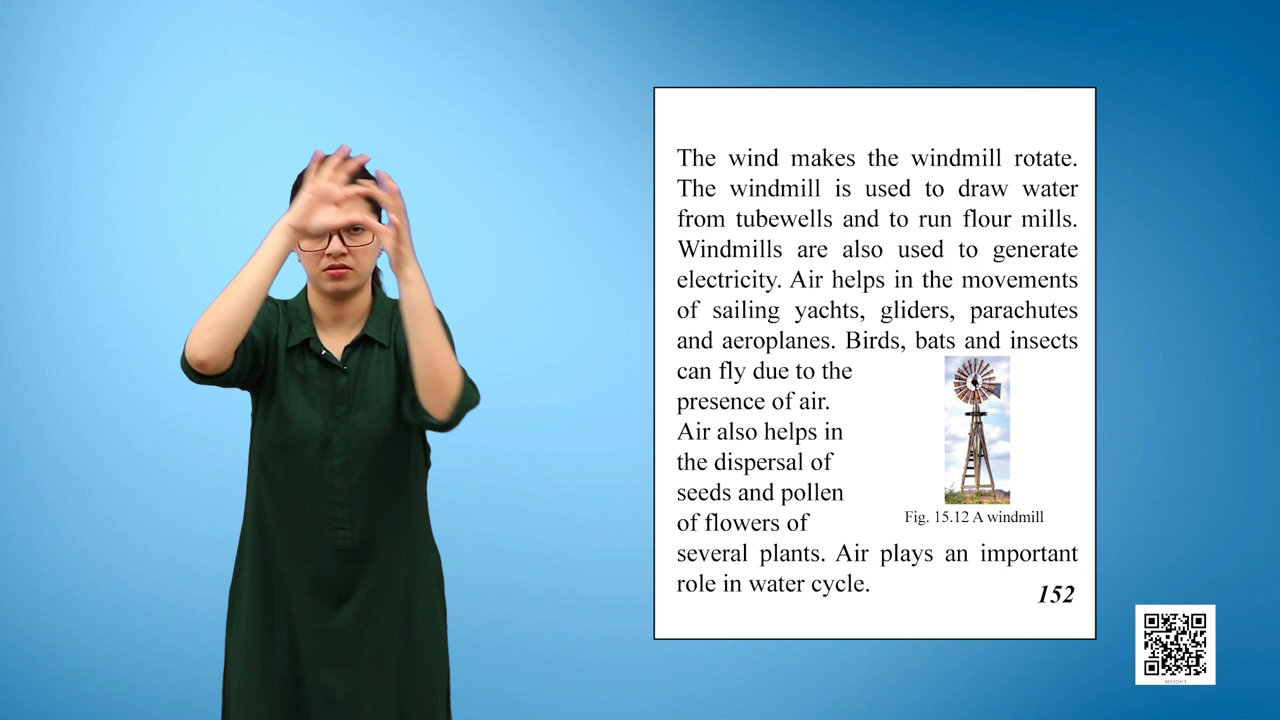 The wind makes the windmill rotate.
The windmill is used to draw water
from tubewells and to run flour mills.
Windmills are also used to generate
electricity. Air helps in the movements
of sailing yachts, gliders, parachutes
and aeroplanes. Birds, bats and insects
can fly due to the
presence of air.
Air also helps in
the dispersal of
seeds and pollen
of flowers of
Fig. 15.12 A windmill
several plants. Air plays an important
role in water cycle.
152